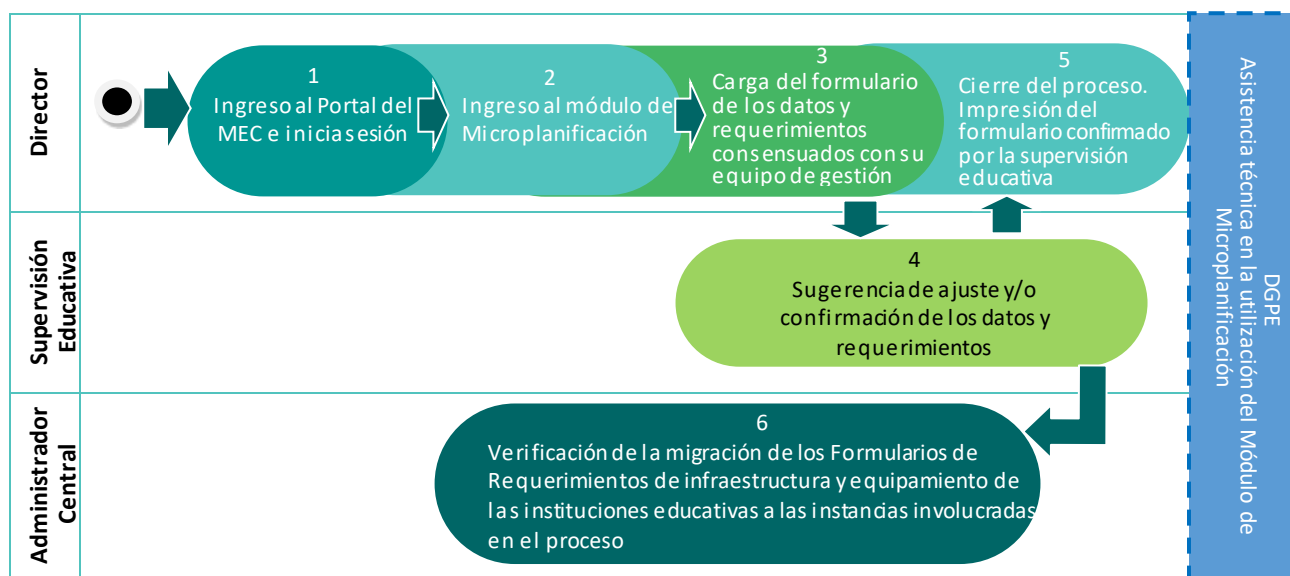 Director
1
Ingreso al Portal del
MEC e inicia sesión
2
Ingreso al módulo de
Microplanificación
3
Carga del formulario
de los datos y
requerimientos
consensuados con su
equipo de gestión
5
Cierre del proceso.
Impresión del
formulario confirmado
por la supervisión
educativa
Supervisión
Educativa
4
Sugerencia de ajuste y/o
confirmación de los datos y
requerimientos
Administrador
Central
6
Verificación de la migración de los Formularios de
Requerimientos de infraestructura y equipamiento de
las instituciones educativas a las instancias involucradas
en el proceso
DGPE
Asistencia técnica en la utilización del Módulo de
Microplanificación